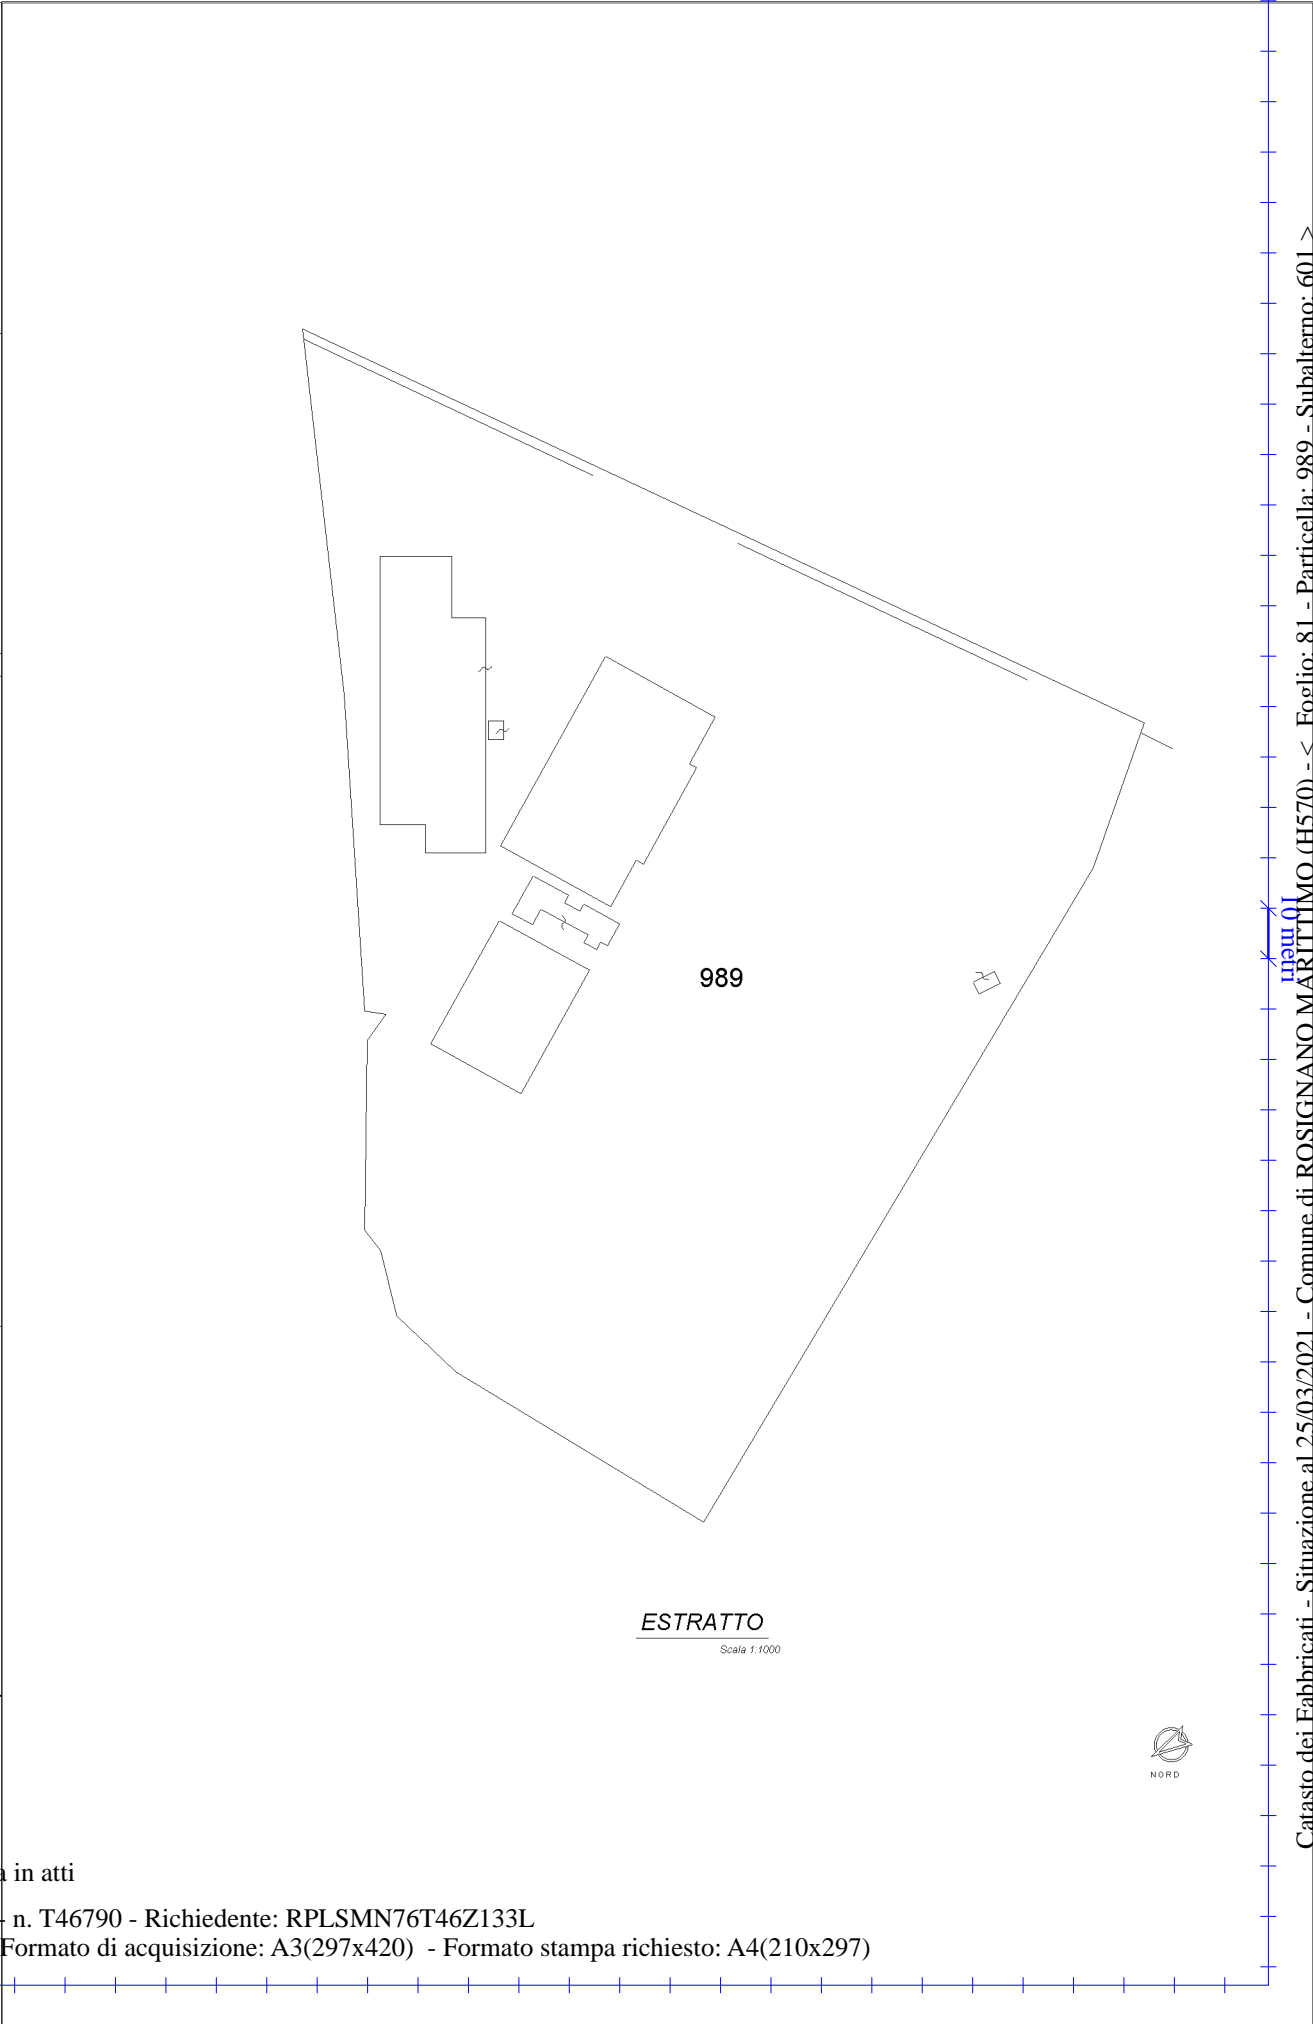 989
ESTRATTO
Scala 1:1000
NORD
10 metri
Catasto dei Fabbricati - Situazione al 25/03/2021 - Comune di ROSIGNANO MARITTIMO (H570) - < Foglio: 81 - Particella: 989 - Subalterno: 601 >
a in atti
- n. T46790 - Richiedente: RPLSMN76T46Z133L
Formato di acquisizione: A3(297x420) - Formato stampa richiesto: A4(210x297)